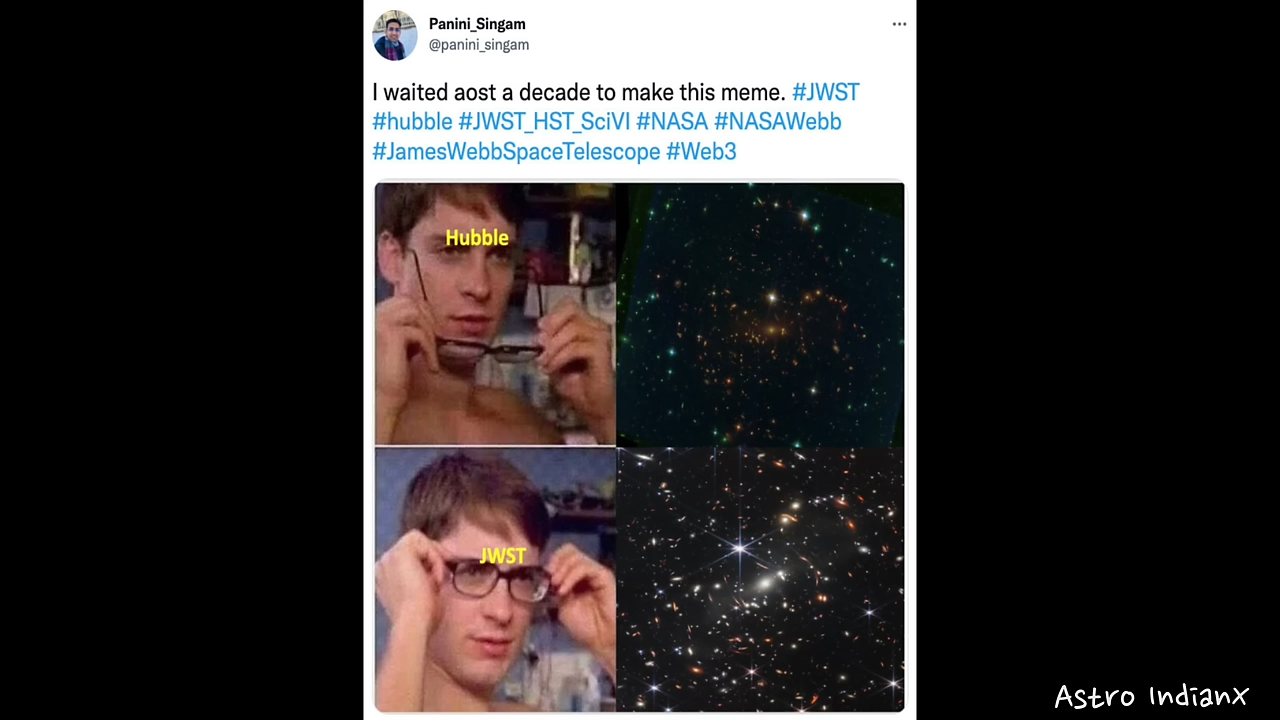 Panini_Singam
@panini_singam
I waited aost a decade to make this meme. #JWST
#hubble #JWST_HST_SciVI #NASA #NASAWebb
#JamesWebbSpaceTelescope #Web3
Hubble
JWST
Astro IndianX